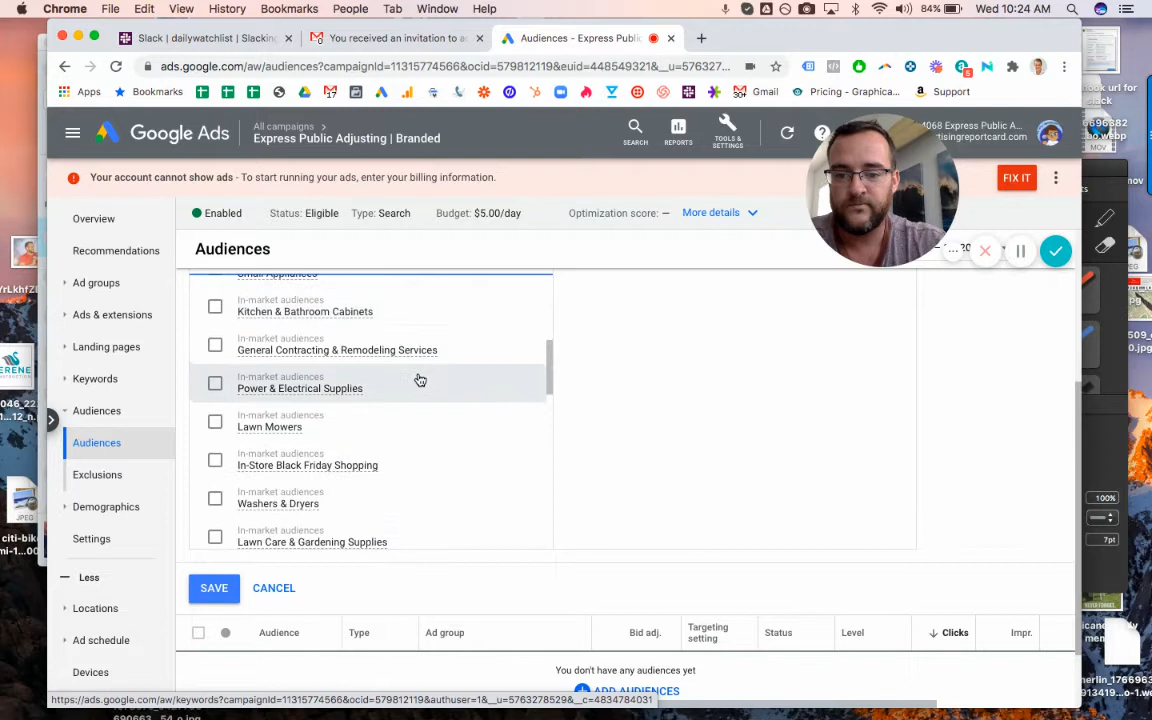 Chrome File Edit View History Bookmarks People Tab Window Help
84% Wed 10:24 AM
Slack | dailywatchlist | Slacking
You received an invitation to ac
Audiences - Express Public
ads.google.com/aw/audiences?campaignId=11315774566&ocid=579812119&euid=448549321&__u=57632...
Apps Bookmarks 17 30+ Gmail Pricing - Graphica... Support
5
Google Ads
All campaigns
Express Public Adjusting | Branded
SEARCH
REPORTS
TOOLS & SETTINGS
4068 Express Public A...
tisingreportcard.com
Your account cannot show ads - To start running your ads, enter your billing information.
FIX IT
Enabled Status: Eligible Type: Search Budget: $5.00/day Optimization score: — More details
Overview
Recommendations
Ad groups
Ads & extensions
Landing pages
Keywords
Audiences
Audiences
Exclusions
Demographics
Settings
Less
Locations
Ad schedule
Devices
Audiences
Small Appliances
In-market audiences
Kitchen & Bathroom Cabinets
In-market audiences
General Contracting & Remodeling Services
In-market audiences
Power & Electrical Supplies
In-market audiences
Lawn Mowers
In-market audiences
In-Store Black Friday Shopping
In-market audiences
Washers & Dryers
In-market audiences
Lawn Care & Gardening Supplies
SAVE CANCEL
Audience Type Ad group Bid adj. Targeting setting Status Level Clicks Impr.
You don't have any audiences yet
ADD AUDIENCES
https://ads.google.com/aw/keywords?campaignId=11315774566&ocid=579812119&authuser=1&__u=5763278529&__c=4834784031
100%
7pt
MOV
JPEG